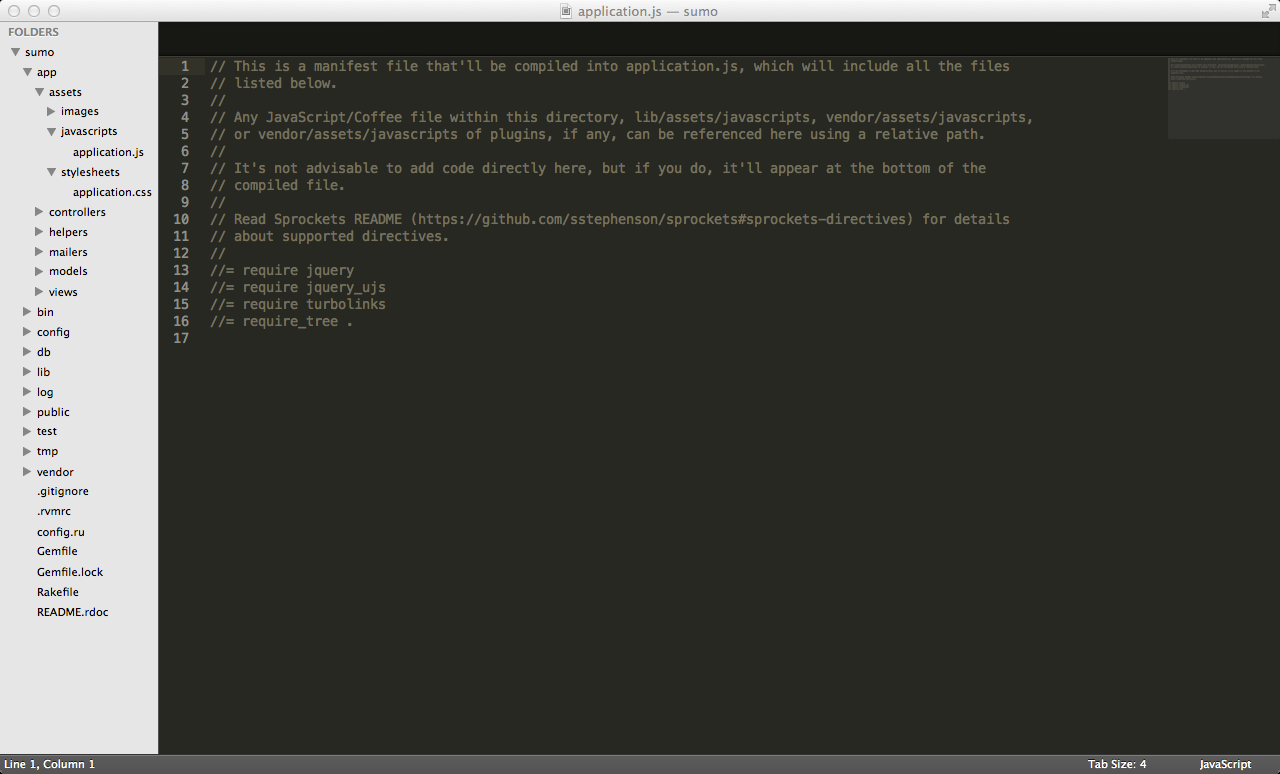 application.js — sumo
FOLDERS
sumo
app
assets
images
javascripts
application.js
stylesheets
application.css
controllers
helpers
mailers
models
views
bin
config
db
lib
log
public
test
tmp
vendor
.gitignore
.rvmrc
config.ru
Gemfile
Gemfile.lock
Rakefile
README.rdoc
1 // This is a manifest file that'll be compiled into application.js, which will include all the files
2 // listed below.
3 //
4 // Any JavaScript/Coffee file within this directory, lib/assets/javascripts, vendor/assets/javascripts,
5 // or vendor/assets/javascripts of plugins, if any, can be referenced here using a relative path.
6 //
7 // It's not advisable to add code directly here, but if you do, it'll appear at the bottom of the
8 // compiled file.
9 //
10 // Read Sprockets README (https://github.com/sstephenson/sprockets#sprockets-directives) for details
11 // about supported directives.
12 //
13 //= require jquery
14 //= require jquery_ujs
15 //= require turbolinks
16 //= require_tree .
17
Line 1, Column 1
Tab Size: 4
JavaScript